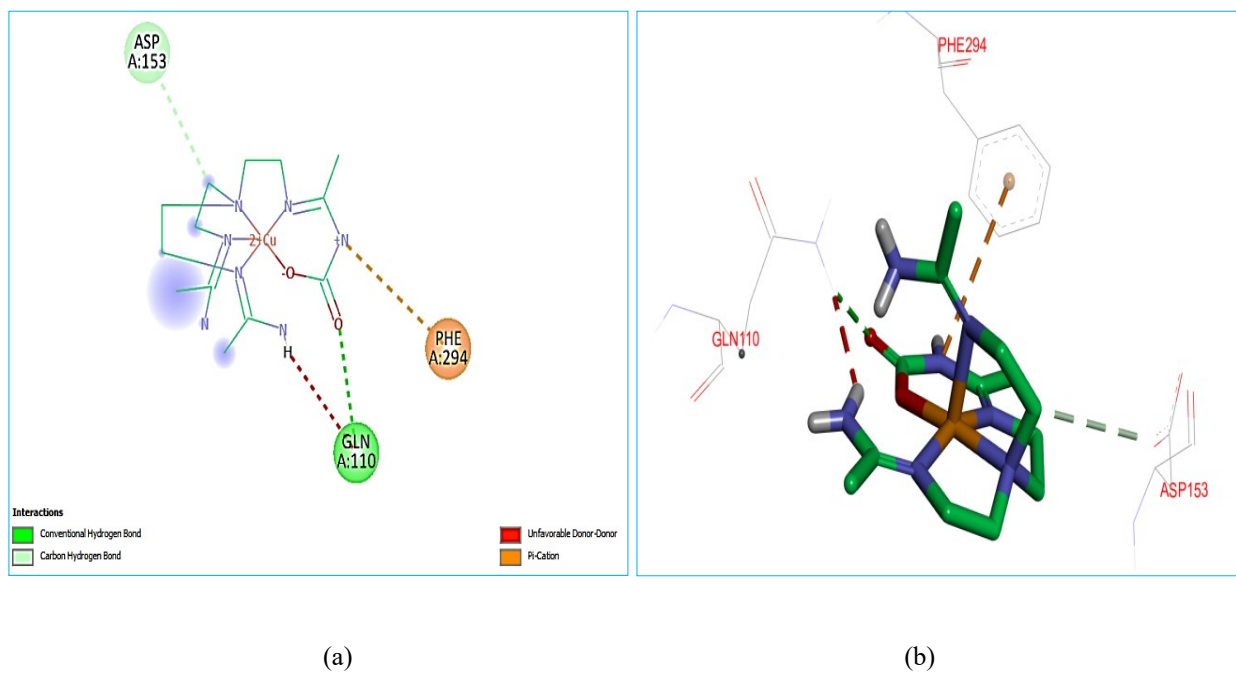 ASP
A:153
N
N
N
2+Cu
+N
-O
N
O
N
N
H
PHE
A:294
GLN
A:110
Interactions
Conventional Hydrogen Bond
Carbon Hydrogen Bond
Unfavorable Donor-Donor
Pi-Cation
PHE294
GLN110
ASP153
(a)
(b)